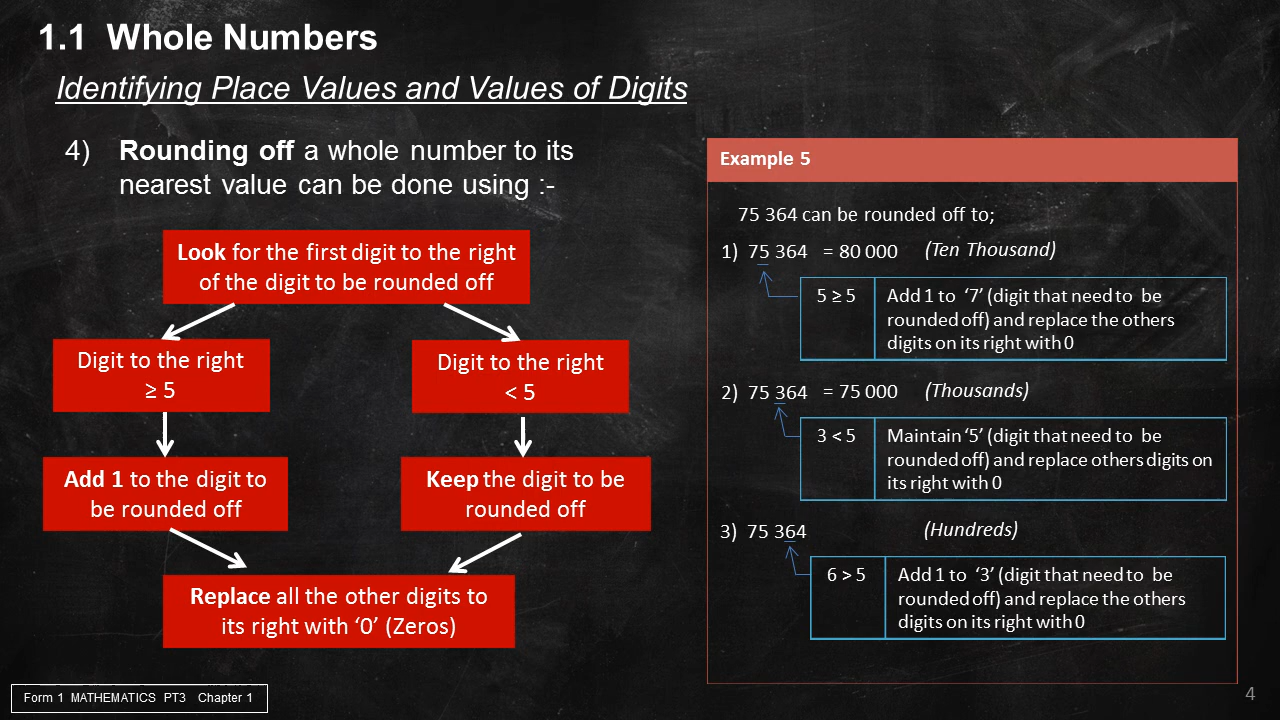 1.1 Whole Numbers
Identifying Place Values and Values of Digits
4) Rounding off a whole number to its
nearest value can be done using :-
Look for the first digit to the right
of the digit to be rounded off
Digit to the right
≥ 5
Digit to the right
< 5
Add 1 to the digit to
be rounded off
Keep the digit to be
rounded off
Replace all the other digits to
its right with ‘0’ (Zeros)
Example 5
75 364 can be rounded off to;
1) 75 364 = 80 000 (Ten Thousand)
5 ≥ 5
Add 1 to ‘7’ (digit that need to be
rounded off) and replace the others
digits on its right with 0
2) 75 364 = 75 000 (Thousands)
3 < 5
Maintain ‘5’ (digit that need to be
rounded off) and replace others digits on
its right with 0
3) 75 364 (Hundreds)
6 > 5
Add 1 to ‘3’ (digit that need to be
rounded off) and replace the others
digits on its right with 0
Form 1 MATHEMATICS PT3 Chapter 1
4